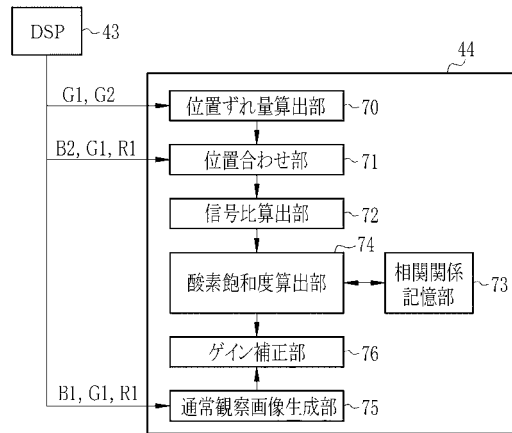 DSP
43
44
G1, G2
位置ずれ量算出部
70
B2, G1, R1
位置合わせ部
71
信号比算出部
72
74
酸素飽和度算出部
相関関係
記憶部
73
ゲイン補正部
76
B1, G1, R1
通常観察画像生成部
75